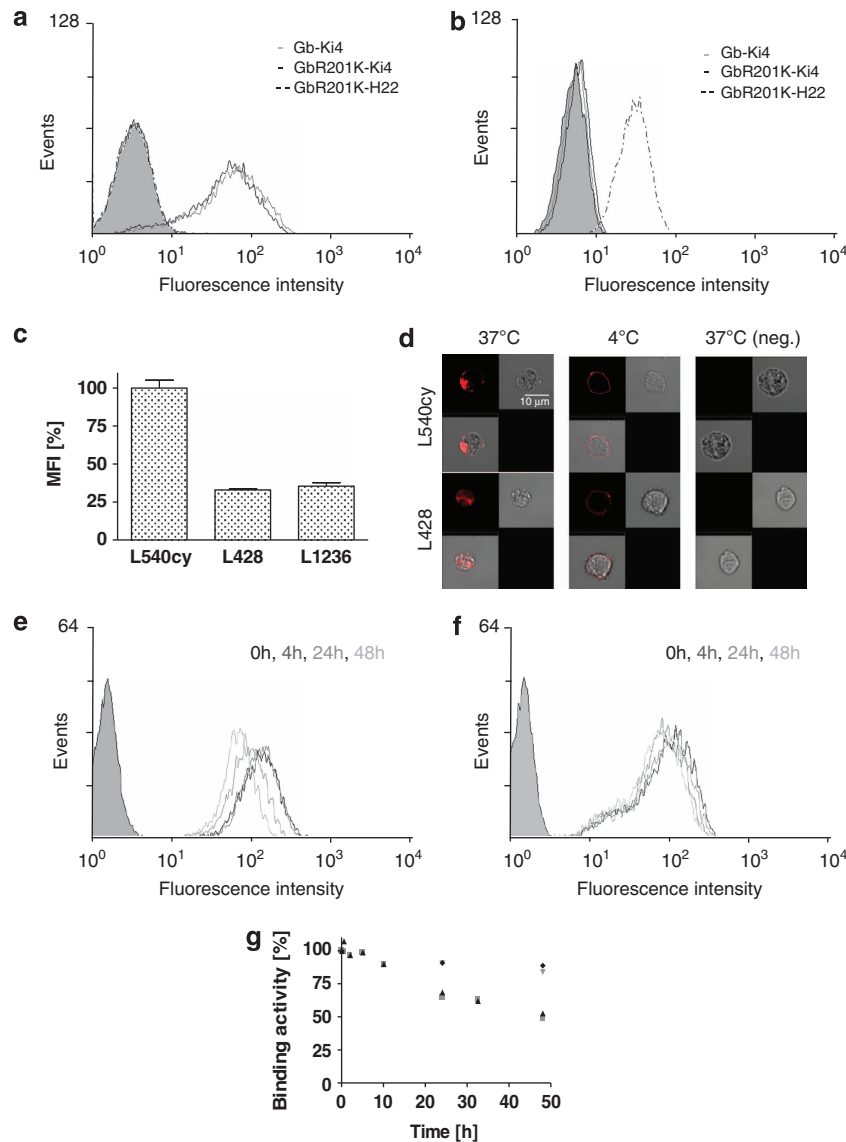 a
128
Events
- Gb-Ki4
-- GbR201K-Ki4
--- GbR201K-H22
10⁰ 10¹ 10² 10³ 10⁴
Fluorescence intensity
b
128
Events
- Gb-Ki4
-- GbR201K-Ki4
-- GbR201K-H22
10⁰ 10¹ 10² 10³ 10⁴
Fluorescence intensity
c
MFI [%]
100
75
50
25
0
L540cy L428 L1236
d
37°C 4°C 37°C (neg.)
L540cy
10 µm
L428
e
64
Events
0h, 4h, 24h, 48h
10⁰ 10¹ 10² 10³ 10⁴
Fluorescence intensity
f
64
Events
0h, 4h, 24h, 48h
10⁰ 10¹ 10² 10³ 10⁴
Fluorescence intensity
g
Binding activity [%]
100
75
50
25
0
0 10 20 30 40 50
Time [h]